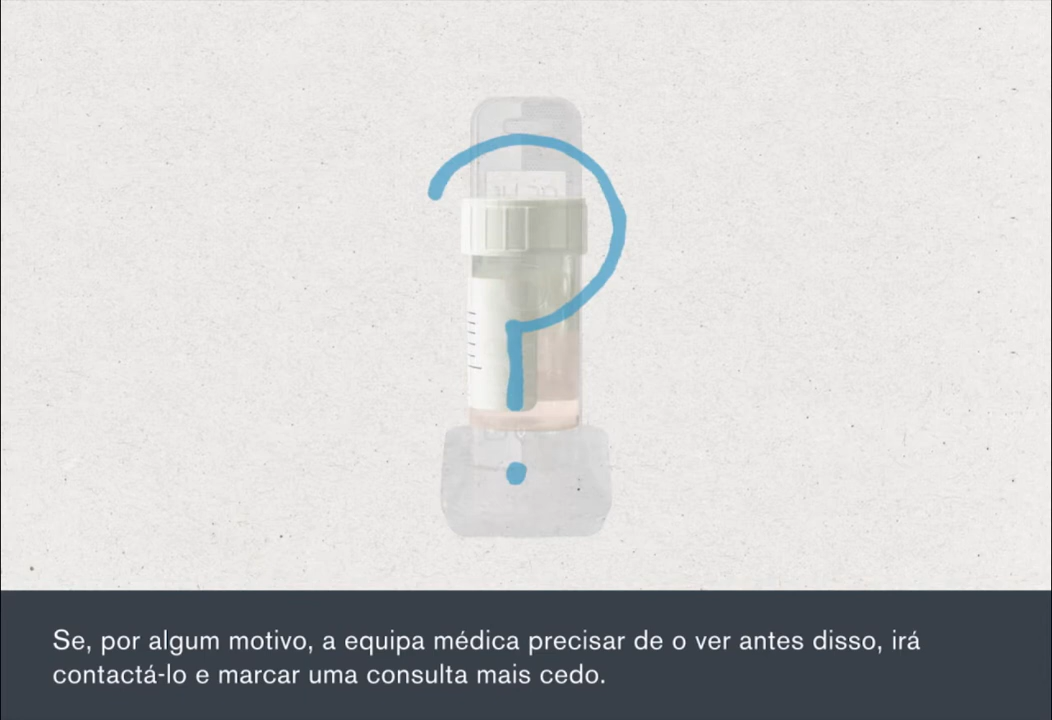 Se, por algum motivo, a equipa médica precisar de o ver antes disso, irá
contactá-lo e marcar uma consulta mais cedo.